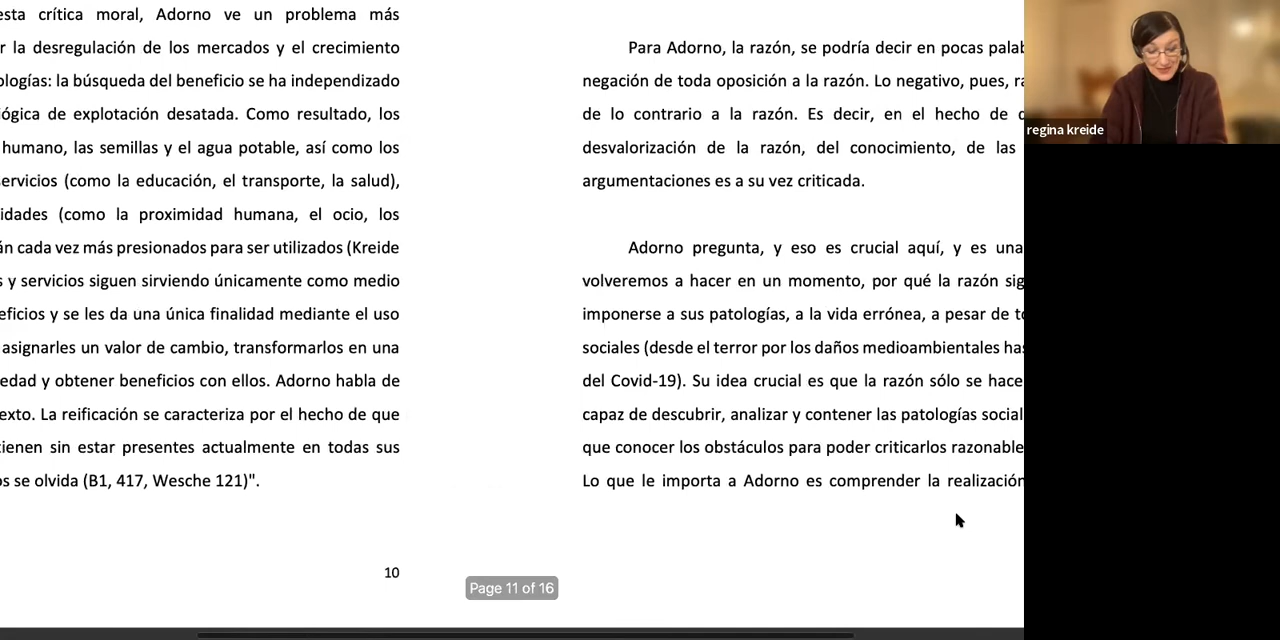 esta crítica moral, Adorno ve un problema más
r la desregulación de los mercados y el crecimiento
ologías: la búsqueda del beneficio se ha independizado
ógica de explotación desatada. Como resultado, los
humano, las semillas y el agua potable, así como los
servicios (como la educación, el transporte, la salud),
idades (como la proximidad humana, el ocio, los
án cada vez más presionados para ser utilizados (Kreide
s y servicios siguen sirviendo únicamente como medio
eficios y se les da una única finalidad mediante el uso
asignarles un valor de cambio, transformarlos en una
edad y obtener beneficios con ellos. Adorno habla de
exto. La reificación se caracteriza por el hecho de que
tienen sin estar presentes actualmente en todas sus
os se olvida (B1, 417, Wesche 121)".
10
Para Adorno, la razón, se podría decir en pocas palab
negación de toda oposición a la razón. Lo negativo, pues, ra
de lo contrario a la razón. Es decir, en el hecho de
desvalorización de la razón, del conocimiento, de las
argumentaciones es a su vez criticada.
Adorno pregunta, y eso es crucial aquí, y es una
volveremos a hacer en un momento, por qué la razón sig
imponerse a sus patologías, a la vida errónea, a pesar de to
sociales (desde el terror por los daños medioambientales has
del Covid-19). Su idea crucial es que la razón sólo se hace
capaz de descubrir, analizar y contener las patologías social
que conocer los obstáculos para poder criticarlos razonable
Lo que le importa a Adorno es comprender la realización
Page 11 of 16
regina kreide